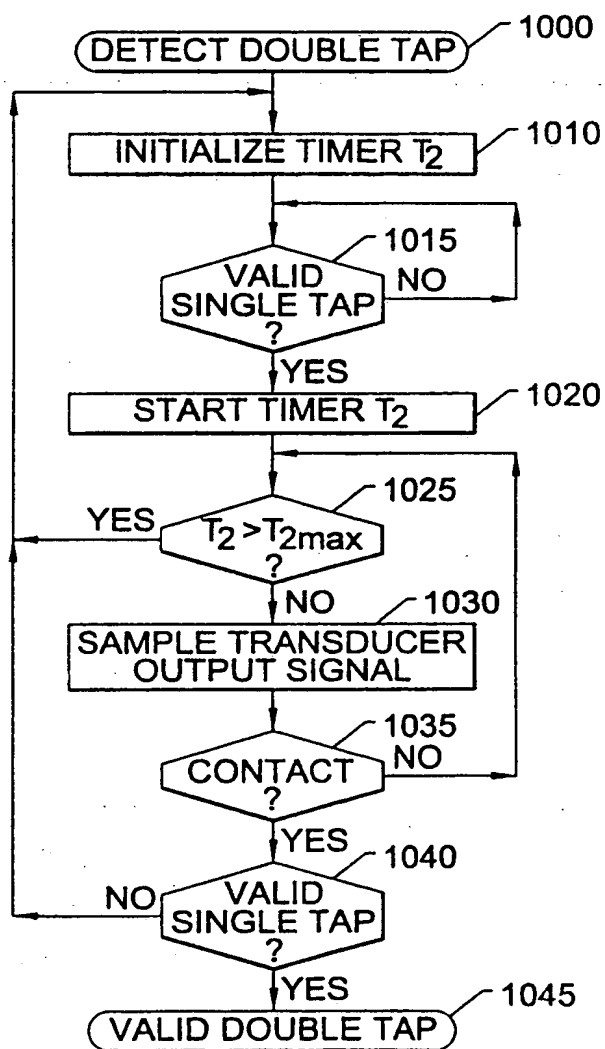 DETECT DOUBLE TAP
1000
INITIALIZE TIMER T2
1010
1015
VALID
SINGLE TAP
?
NO
YES
START TIMER T2
1020
1025
T2 > T2max
?
YES
NO
1030
SAMPLE TRANSDUCER
OUTPUT SIGNAL
1035
CONTACT
?
NO
YES
1040
VALID
SINGLE TAP
?
NO
YES
1045
VALID DOUBLE TAP